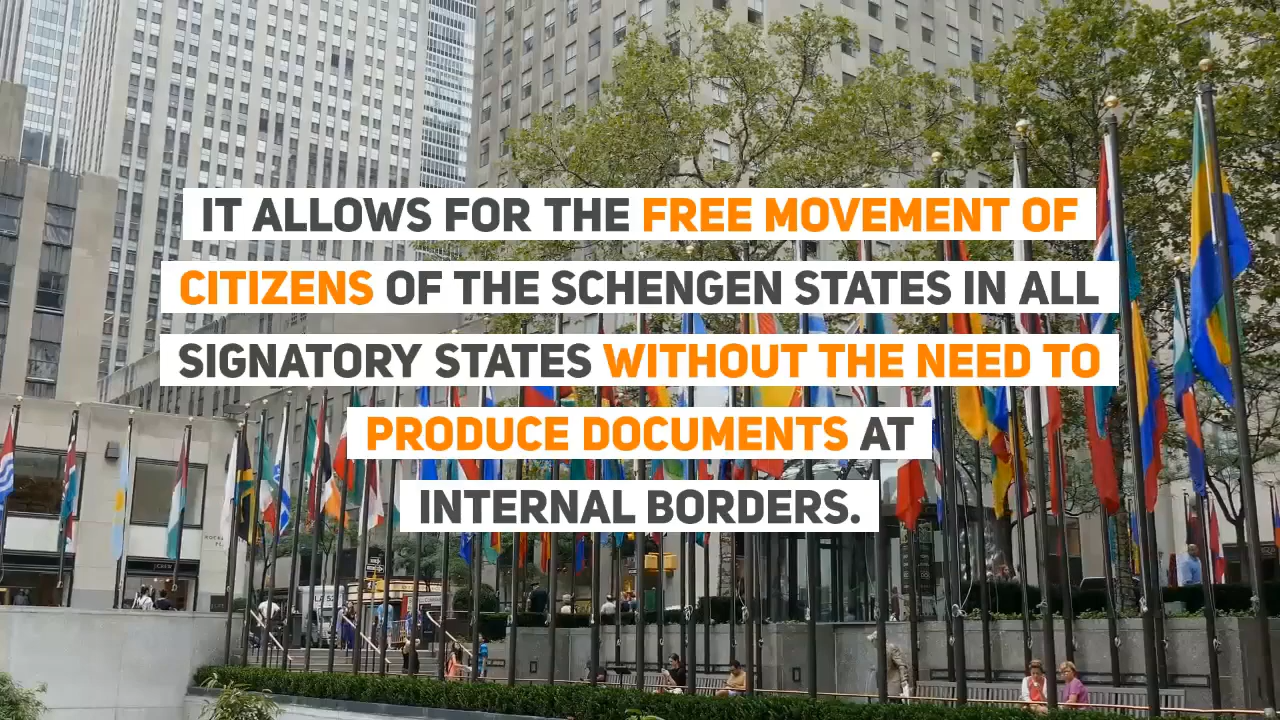 IT ALLOWS FOR THE FREE MOVEMENT OF
CITIZENS OF THE SCHENGEN STATES IN ALL
SIGNATORY STATES WITHOUT THE NEED TO
PRODUCE DOCUMENTS AT
INTERNAL BORDERS.
J.CREW